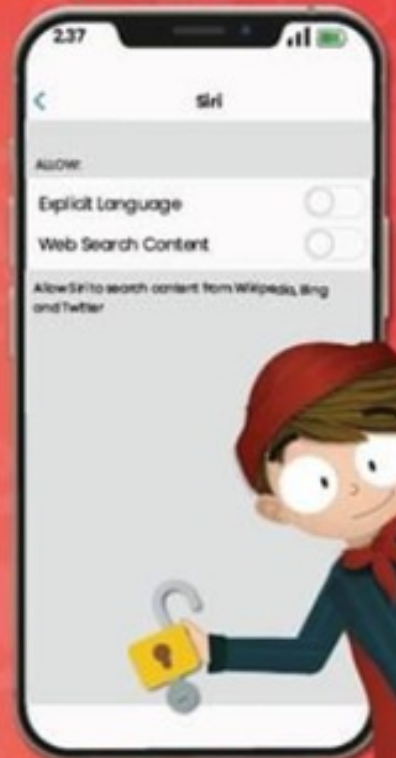 2.37
Siri
ALLOW:
Explicit Language
Web Search Content
Allow Siri to search content from Wikipedia, Bing
and Twitter